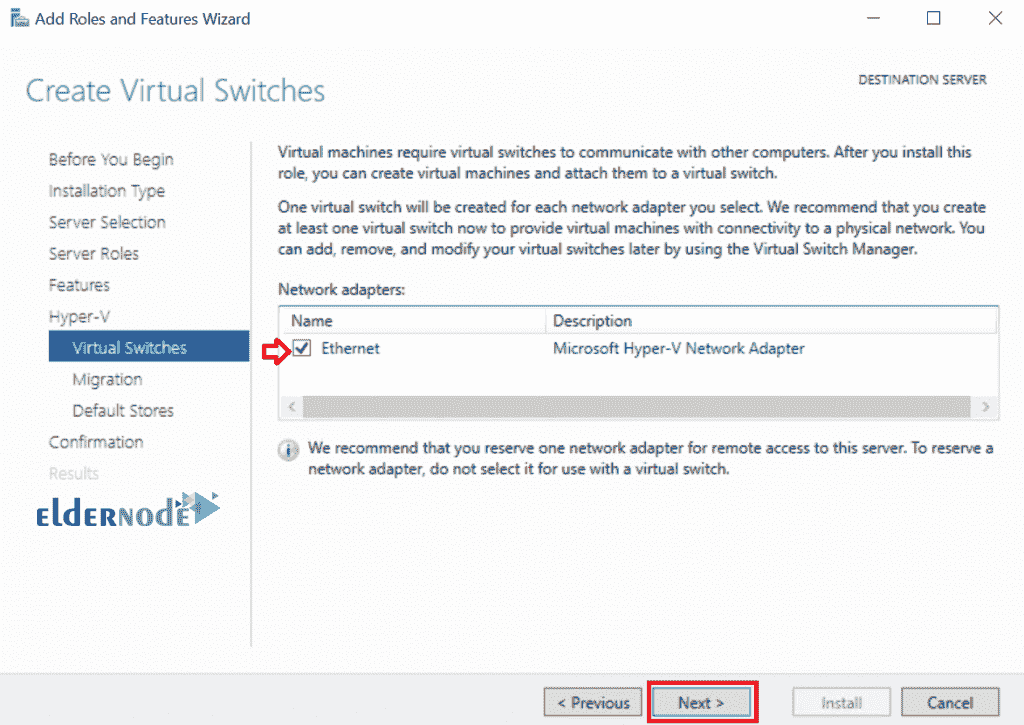 Add Roles and Features Wizard
Create Virtual Switches
DESTINATION SERVER
Before You Begin
Installation Type
Server Selection
Server Roles
Features
Hyper-V
Virtual Switches
Migration
Default Stores
Confirmation
Results
ELDERNODE
Virtual machines require virtual switches to communicate with other computers. After you install this
role, you can create virtual machines and attach them to a virtual switch.
One virtual switch will be created for each network adapter you select. We recommend that you create
at least one virtual switch now to provide virtual machines with connectivity to a physical network. You
can add, remove, and modify your virtual switches later by using the Virtual Switch Manager.
Network adapters:
Name Description
Ethernet Microsoft Hyper-V Network Adapter
We recommend that you reserve one network adapter for remote access to this server. To reserve a
network adapter, do not select it for use with a virtual switch.
< Previous Next > Install Cancel